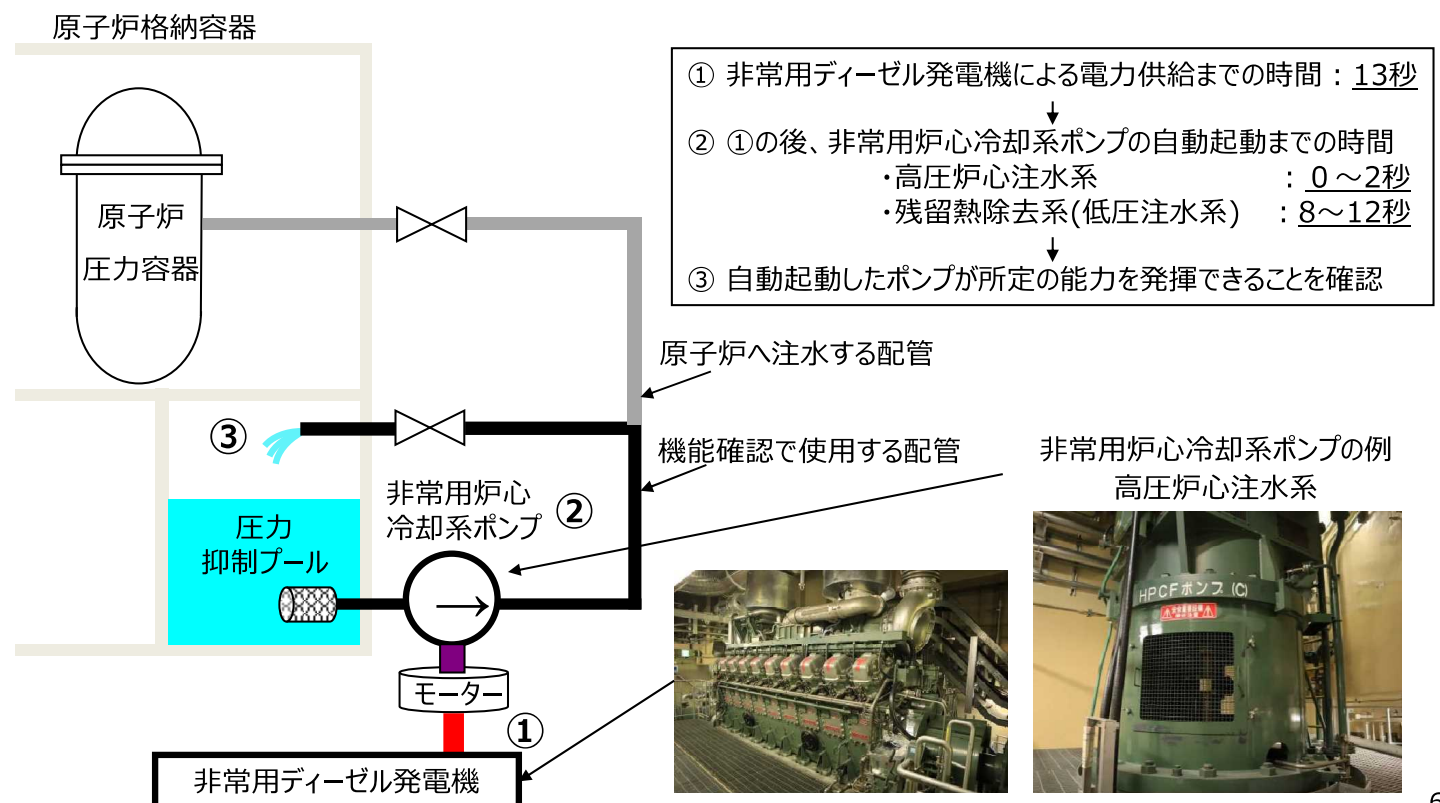 原子炉格納容器
① 非常用ディーゼル発電機による電力供給までの時間：13秒
② ①の後、非常用炉心冷却系ポンプの自動起動までの時間
・高圧炉心注水系　：０～2秒
・残留熱除去系(低圧注水系)　：8～12秒
③ 自動起動したポンプが所定の能力を発揮できることを確認
原子炉
圧力容器
原子炉へ注水する配管
③
機能確認で使用する配管
非常用炉心冷却系ポンプの例
高圧炉心注水系
非常用炉心
冷却系ポンプ
②
圧力
抑制プール
HPCFポンプ(C)
モーター
①
非常用ディーゼル発電機